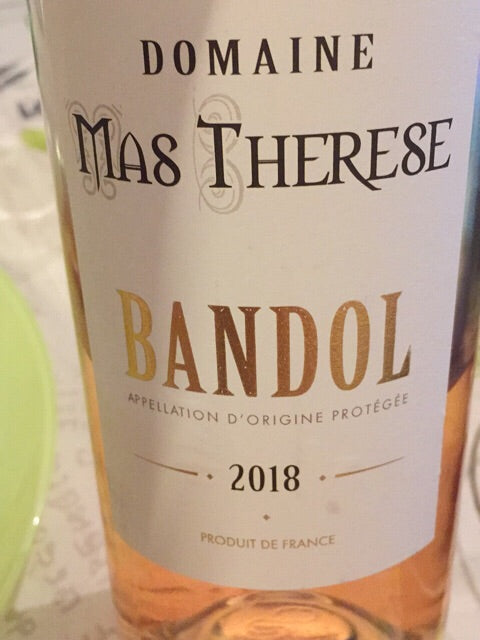 DOMAINE
MAS THERESE
BANDOL
APPELLATION D'ORIGINE PROTÉGÉE
2018
PRODUIT DE FRANCE